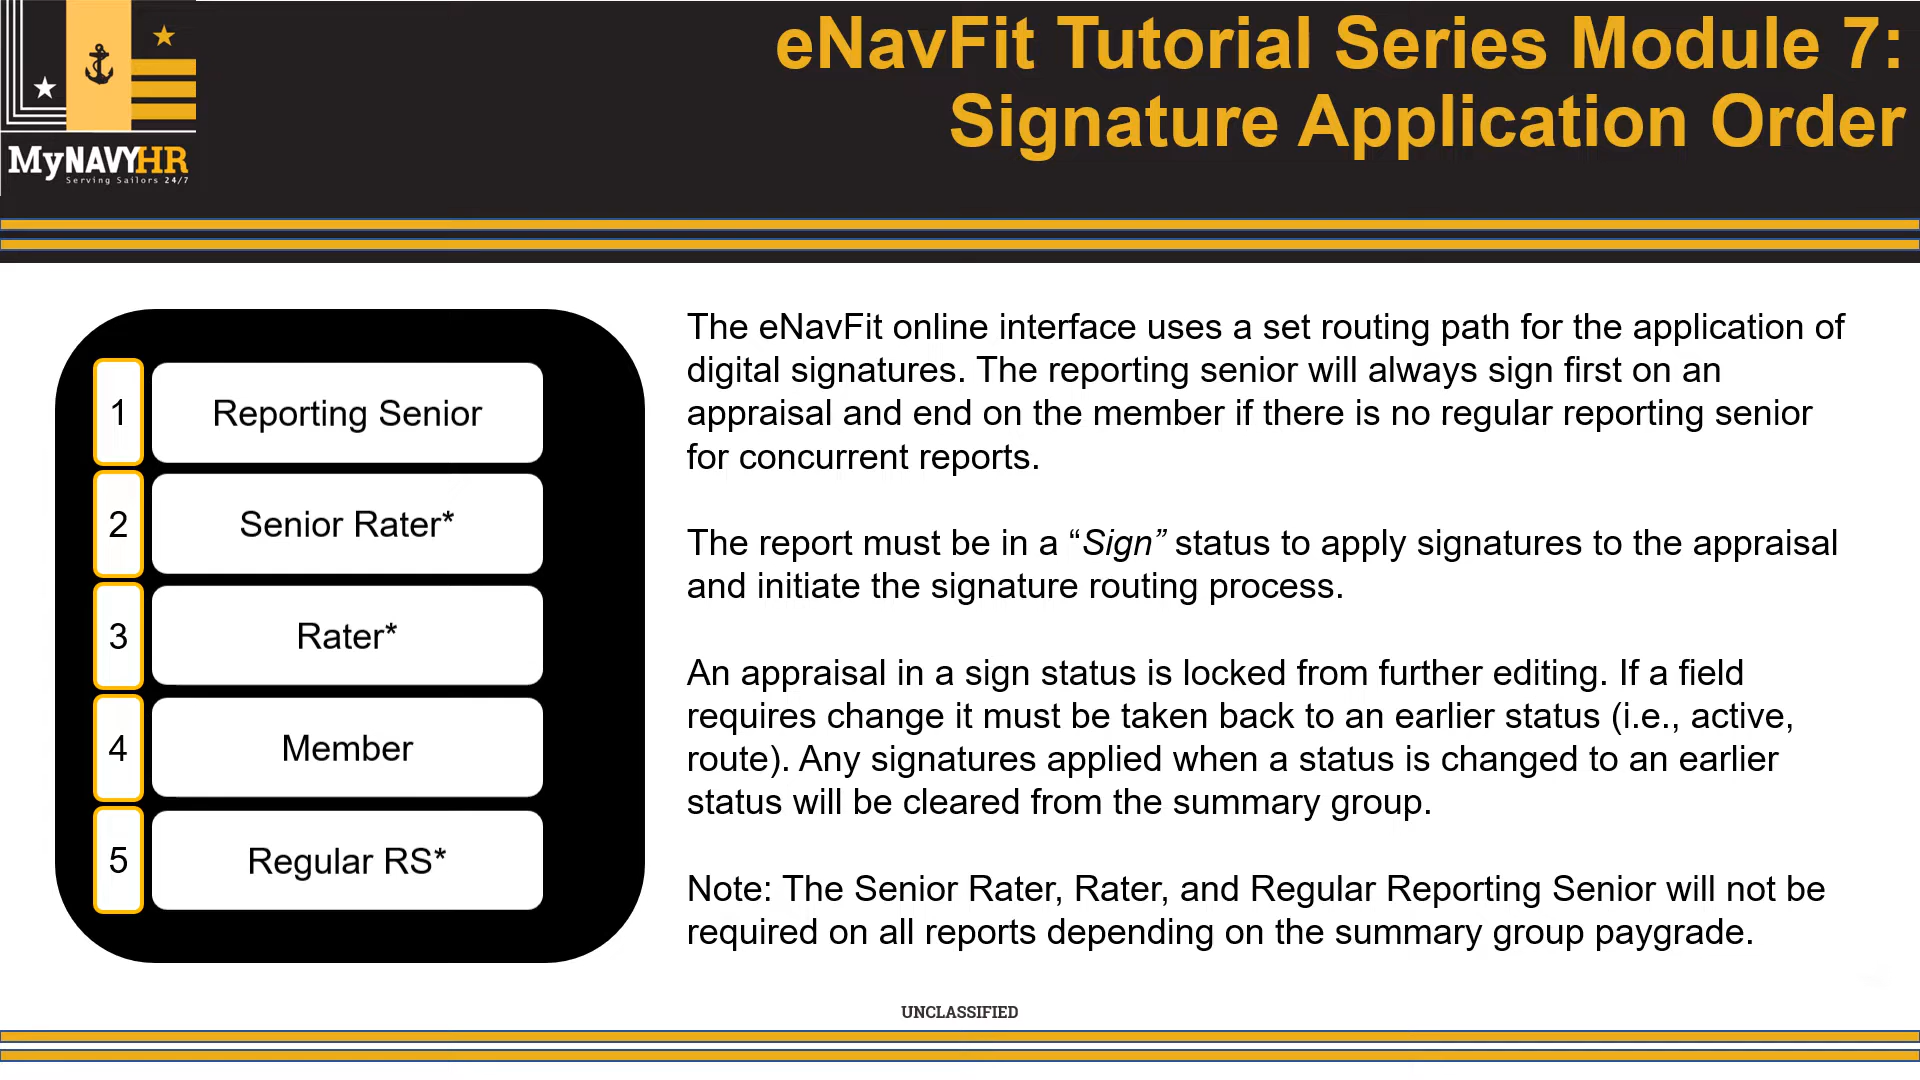 eNavFit Tutorial Series Module 7:
Signature Application Order
MyNAVYHR
Serving Sailors 24/7
1
Reporting Senior
2
Senior Rater*
3
Rater*
4
Member
5
Regular RS*
The eNavFit online interface uses a set routing path for the application of
digital signatures. The reporting senior will always sign first on an
appraisal and end on the member if there is no regular reporting senior
for concurrent reports.
The report must be in a “Sign” status to apply signatures to the appraisal
and initiate the signature routing process.
An appraisal in a sign status is locked from further editing. If a field
requires change it must be taken back to an earlier status (i.e., active,
route). Any signatures applied when a status is changed to an earlier
status will be cleared from the summary group.
Note: The Senior Rater, Rater, and Regular Reporting Senior will not be
required on all reports depending on the summary group paygrade.
UNCLASSIFIED